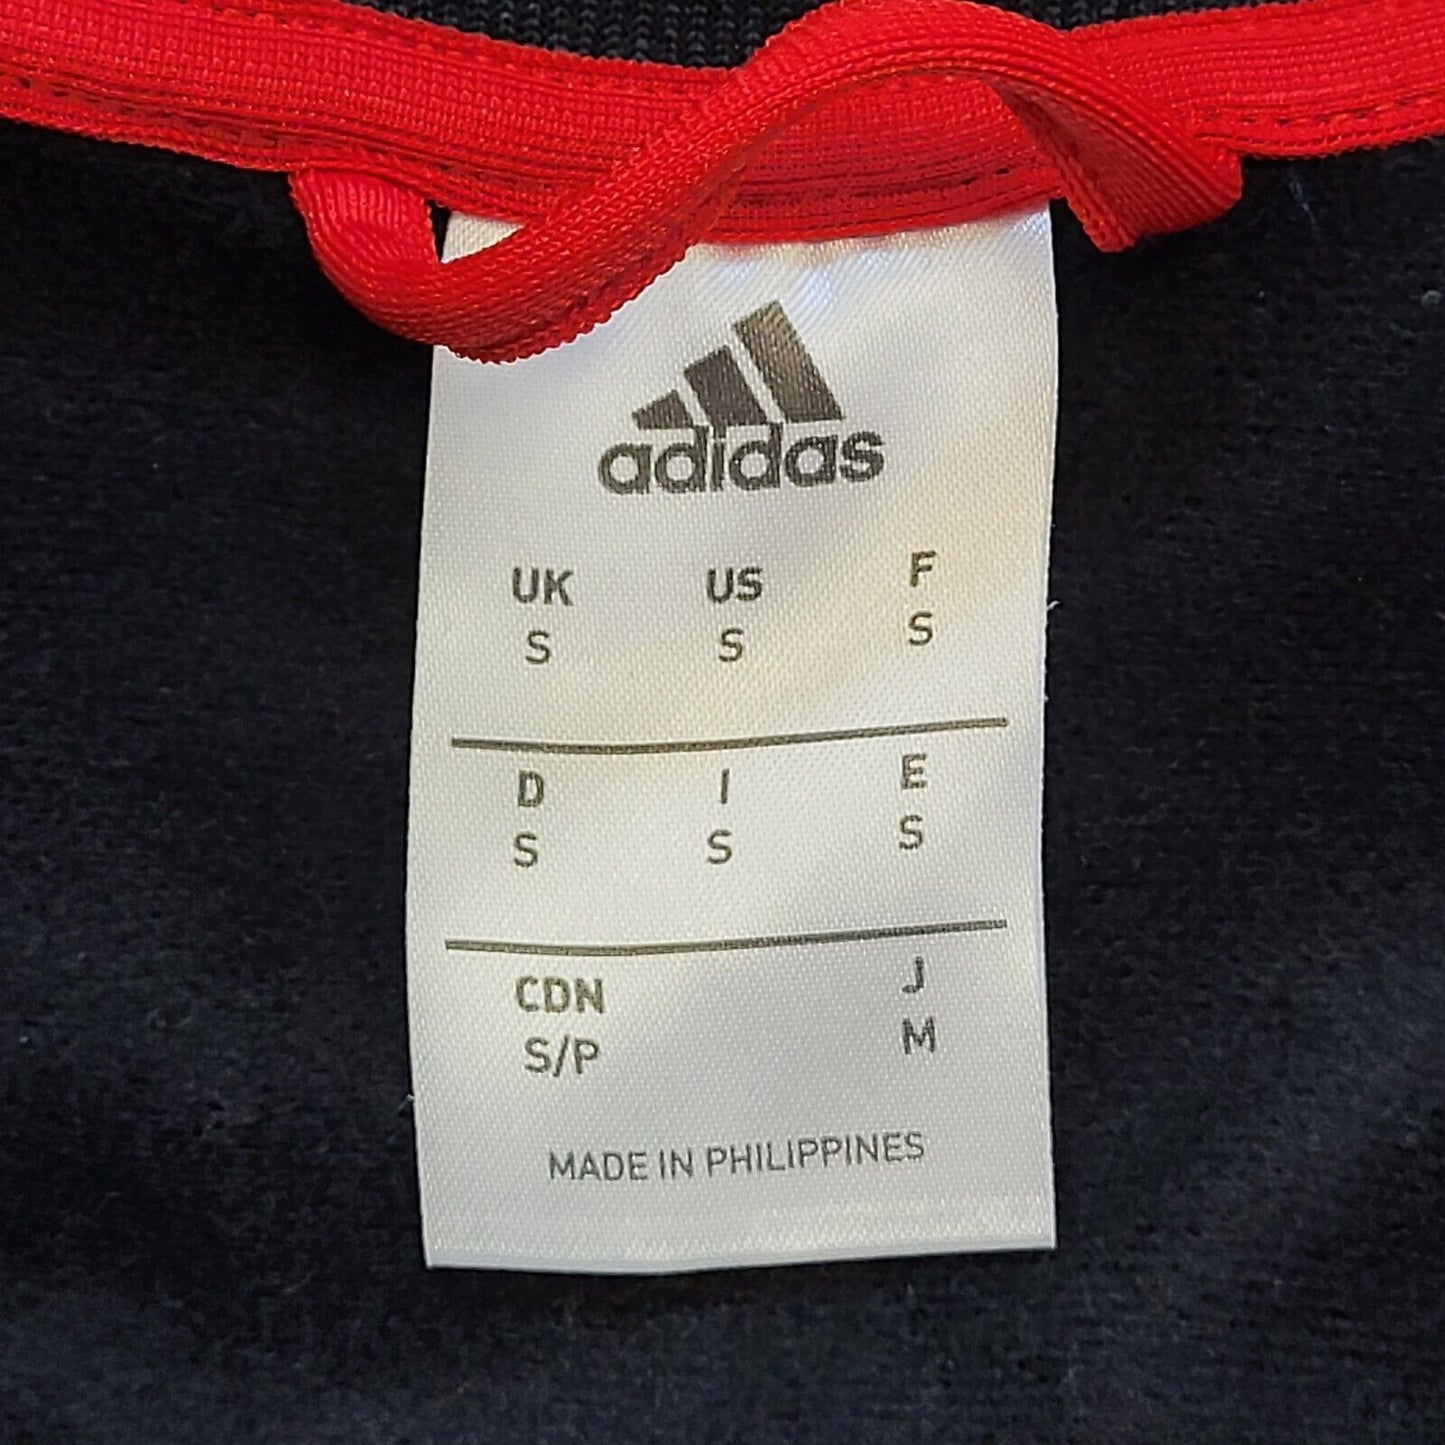 adidas
UK US F
S S S
D I E
S S S
CDN J
S/P M
MADE IN PHILIPPINES